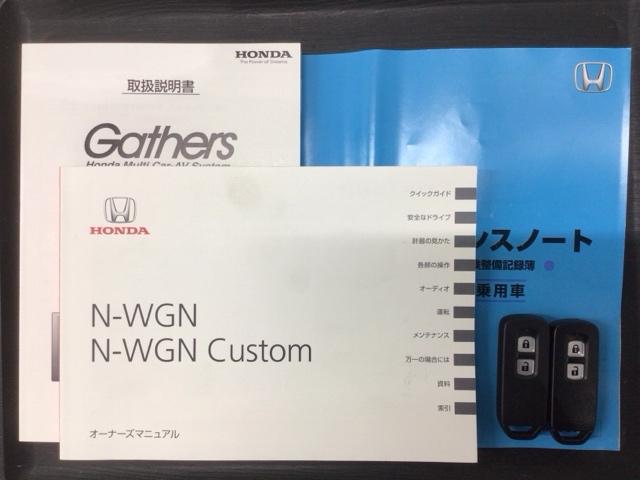 HONDA
The Power of Dreams
取扱説明書
Gathers
Honda Multi Car AV System
ンスノート
整備記録簿
乗用車
HONDA
N-WGN
N-WGN Custom
オーナーズマニュアル
クイックガイド
安全なドライブ
計器の見かた
各部の操作
オーディオ
運転
メンテナンス
万一の場合には
資料
索引